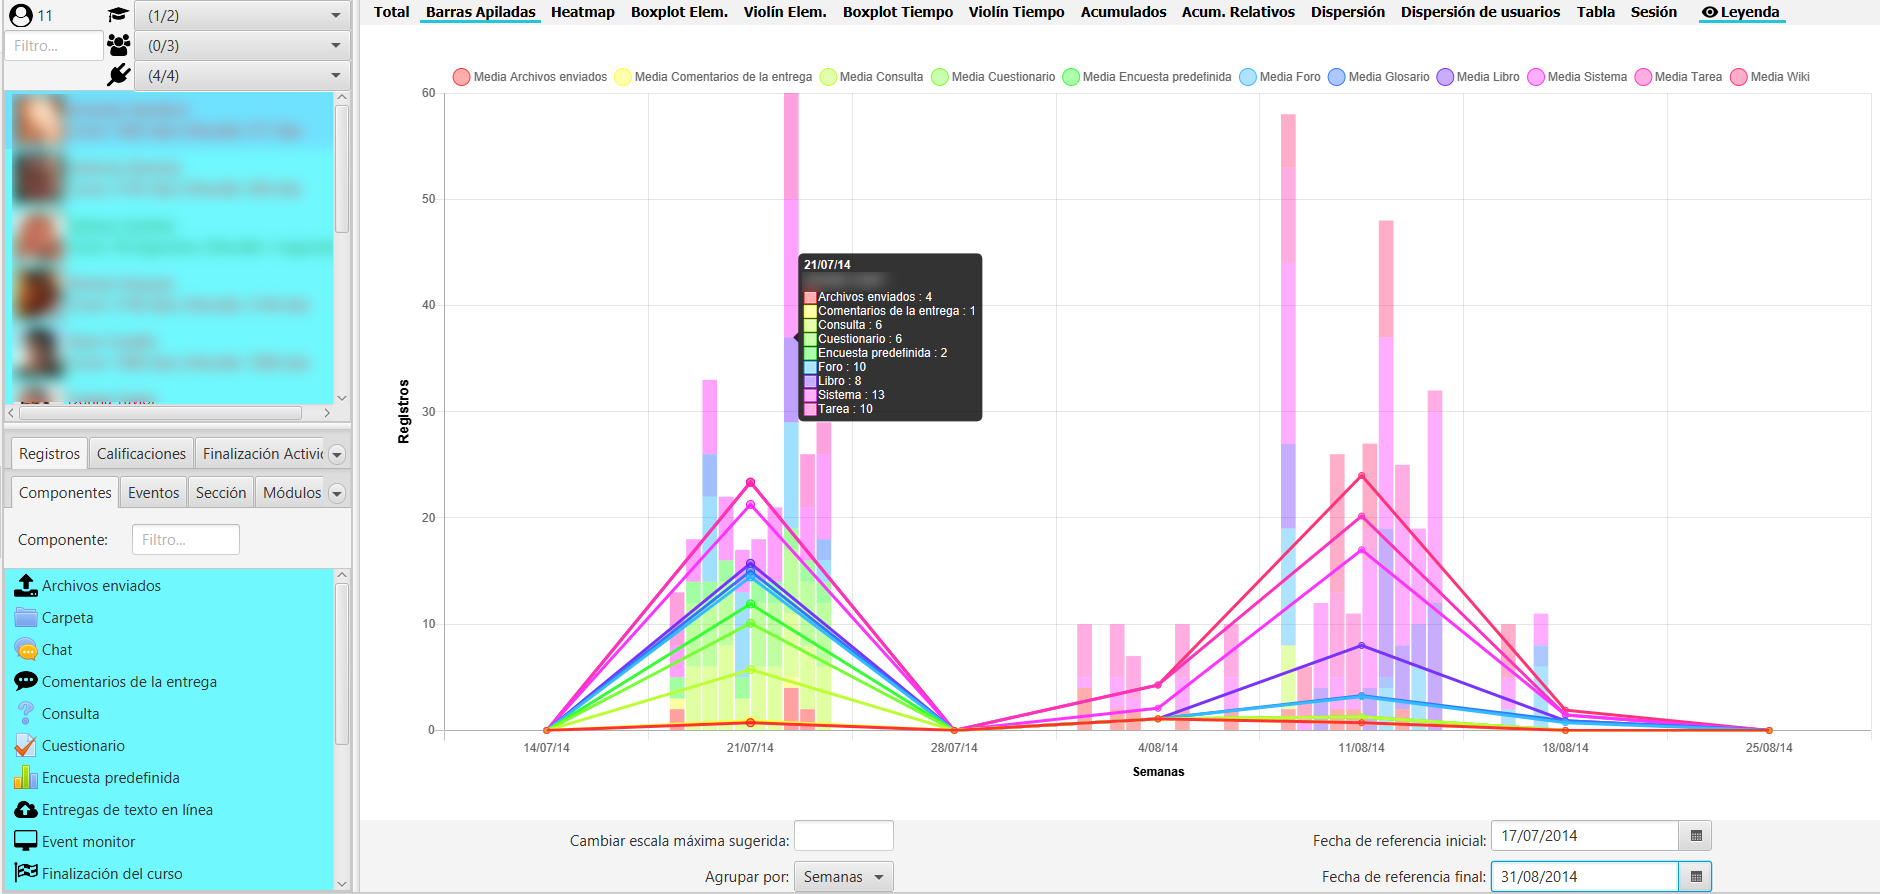 11
(1/2)
Filtro...
(0/3)
(4/4)
Registros
Calificaciones
Finalización Activi
Componentes
Eventos
Sección
Módulos
Componente:
Filtro...
Archivos enviados
Carpeta
Chat
Comentarios de la entrega
Consulta
Cuestionario
Encuesta predefinida
Entregas de texto en línea
Event monitor
Finalización del curso
Total
Barras Apiladas
Heatmap
Boxplot Elem.
Violín Elem.
Boxplot Tiempo
Violín Tiempo
Acumulados
Acum. Relativos
Dispersión
Dispersión de usuarios
Tabla
Sesión
Leyenda
Media Archivos enviados
Media Comentarios de la entrega
Media Consulta
Media Cuestionario
Media Encuesta predefinida
Media Foro
Media Glosario
Media Libro
Media Sistema
Media Tarea
Media Wiki
60
50
40
30
20
10
0
Registros
21/07/14
Archivos enviados : 4
Comentarios de la entrega : 1
Consulta : 6
Cuestionario : 6
Encuesta predefinida : 2
Foro : 10
Libro : 8
Sistema : 13
Tarea : 10
14/07/14
21/07/14
28/07/14
4/08/14
11/08/14
18/08/14
25/08/14
Semanas
Cambiar escala máxima sugerida:
Fecha de referencia inicial:
17/07/2014
Agrupar por:
Semanas
Fecha de referencia final:
31/08/2014